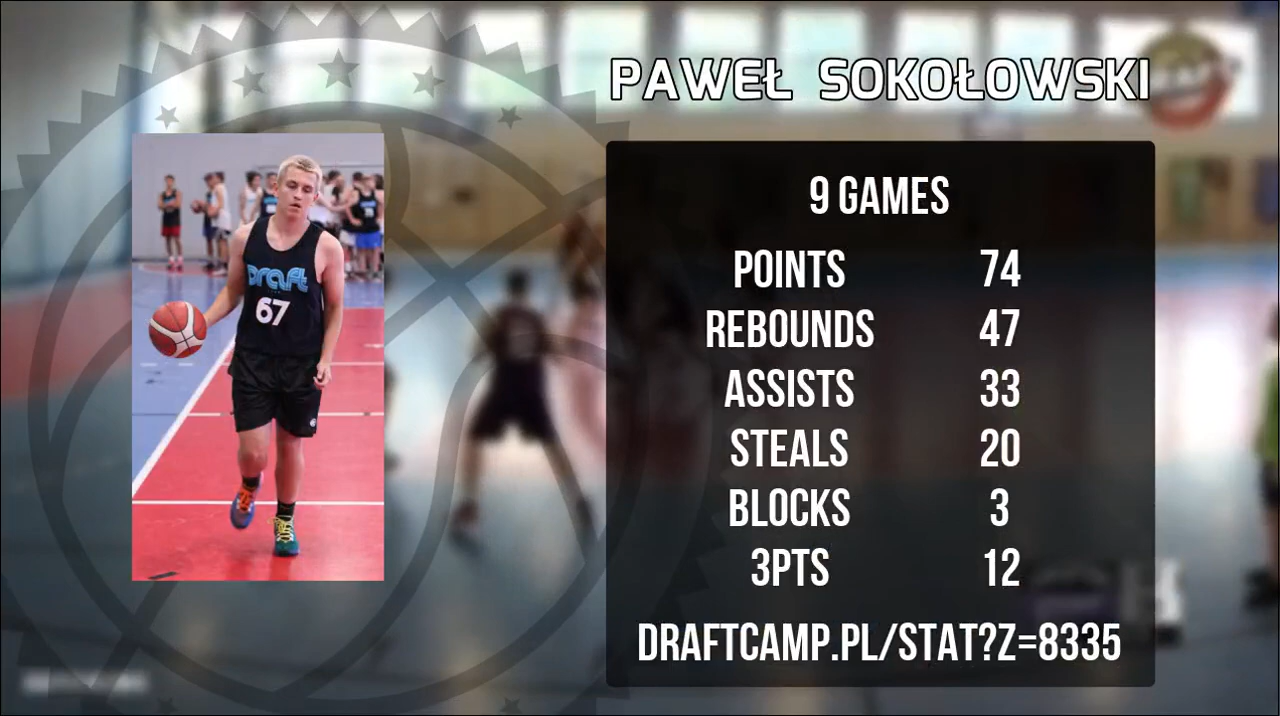 PAWEŁ SOKOŁOWSKI
9 GAMES
POINTS 74
REBOUNDS 47
ASSISTS 33
STEALS 20
BLOCKS 3
3PTS 12
DRAFTCAMP.PL/STAT?Z=8335
Draft
67